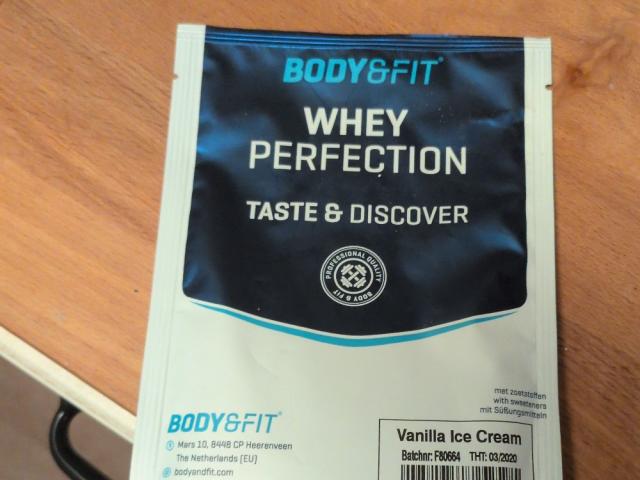 BODY&FIT®
WHEY
PERFECTION
TASTE & DISCOVER
PROFESSIONAL QUALITY
BODY & FIT
met zoetstoffen
with sweeteners
mit Süßungsmitteln
BODY&FIT®
Mars 10, 8448 CP Heerenveen
The Netherlands [EU]
@ bodyandfit.com
Vanilla Ice Cream
Batchnr: F80664 THT: 03/2020